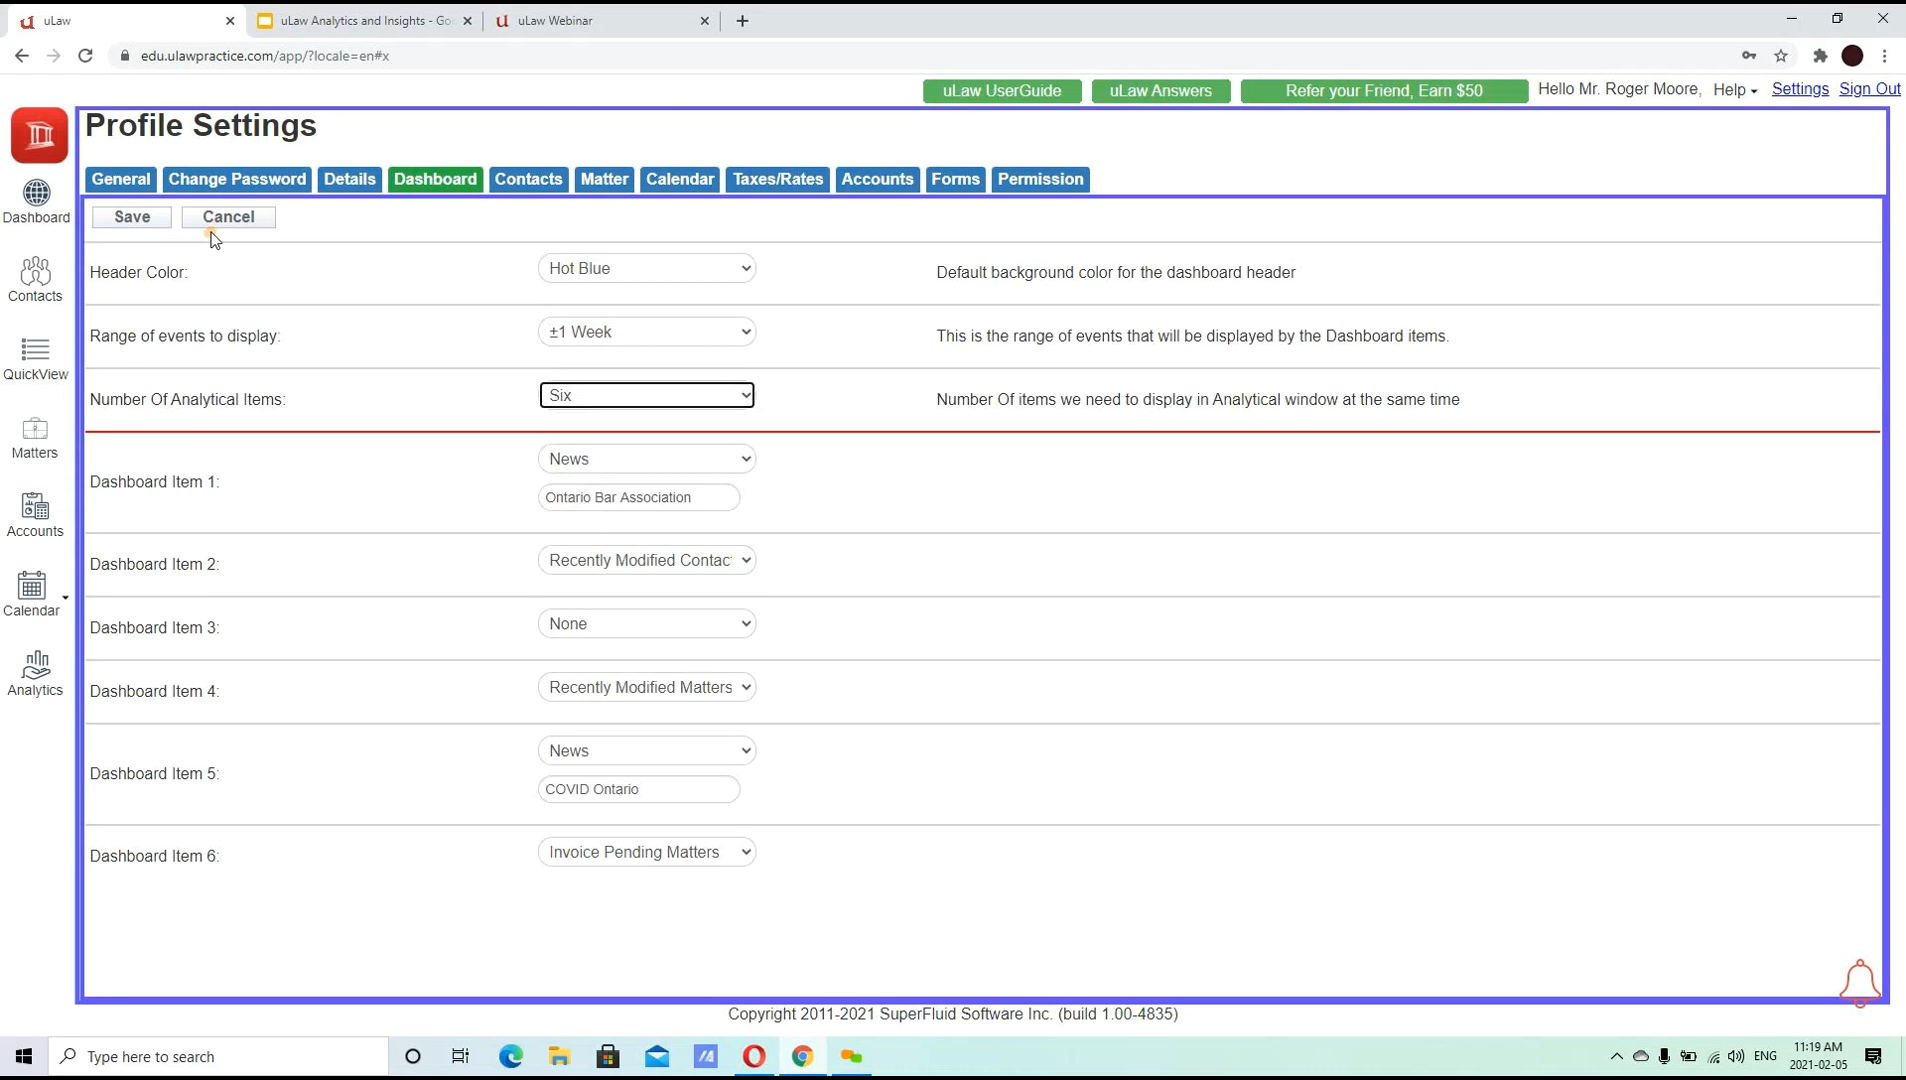 uLaw
uLaw Analytics and Insights - Go
uLaw Webinar
edu.ulawpractice.com/app/?locale=en#x
uLaw UserGuide
uLaw Answers
Refer your Friend, Earn $50
Hello Mr. Roger Moore,
Help
Settings
Sign Out
Profile Settings
General
Change Password
Details
Dashboard
Contacts
Matter
Calendar
Taxes/Rates
Accounts
Forms
Permission
Dashboard
Contacts
QuickView
Matters
Accounts
Calendar
Analytics
Save
Cancel
Header Color:
Hot Blue
Default background color for the dashboard header
Range of events to display:
±1 Week
This is the range of events that will be displayed by the Dashboard items.
Number Of Analytical Items:
Six
Number Of items we need to display in Analytical window at the same time
Dashboard Item 1:
News
Ontario Bar Association
Dashboard Item 2:
Recently Modified Contac
Dashboard Item 3:
None
Dashboard Item 4:
Recently Modified Matters
Dashboard Item 5:
News
COVID Ontario
Dashboard Item 6:
Invoice Pending Matters
Copyright 2011-2021 SuperFluid Software Inc. (build 1.00-4835)
Type here to search
ENG
11:19 AM
2021-02-05